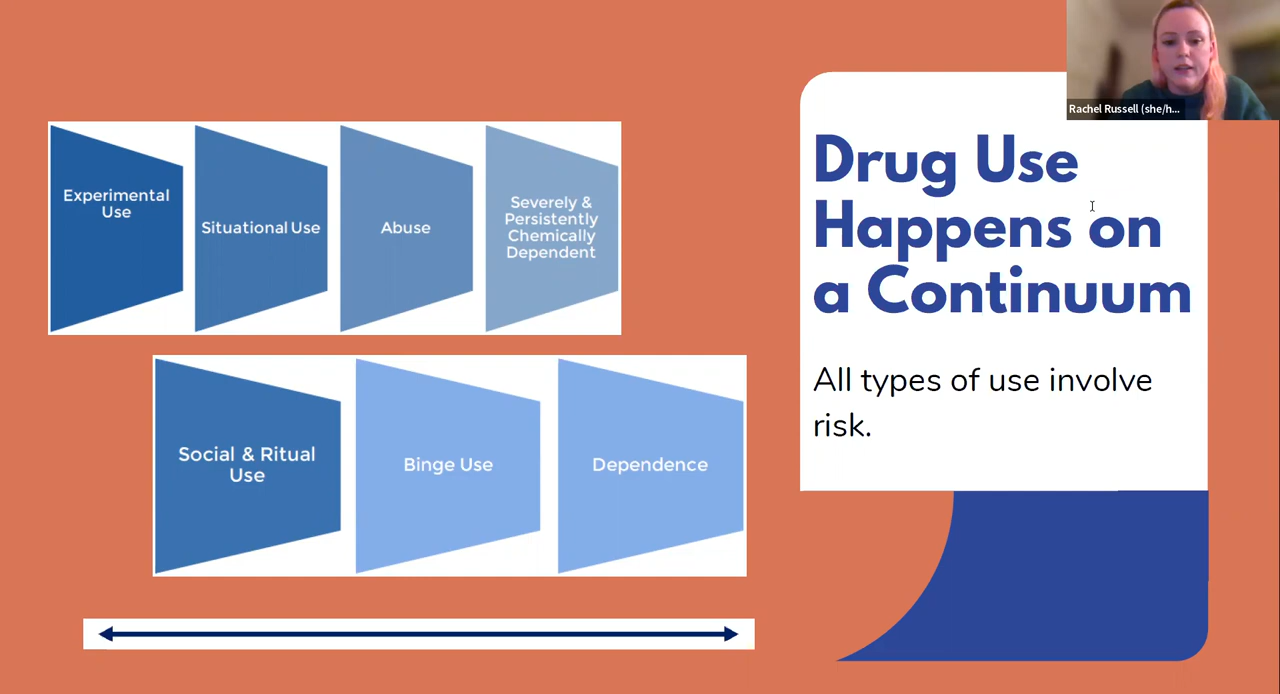 Rachel Russell (she/h...
Drug Use
Happens on
a Continuum
All types of use involve
risk.
Experimental
Use
Situational Use
Abuse
Severely &
Persistently
Chemically
Dependent
Social & Ritual
Use
Binge Use
Dependence